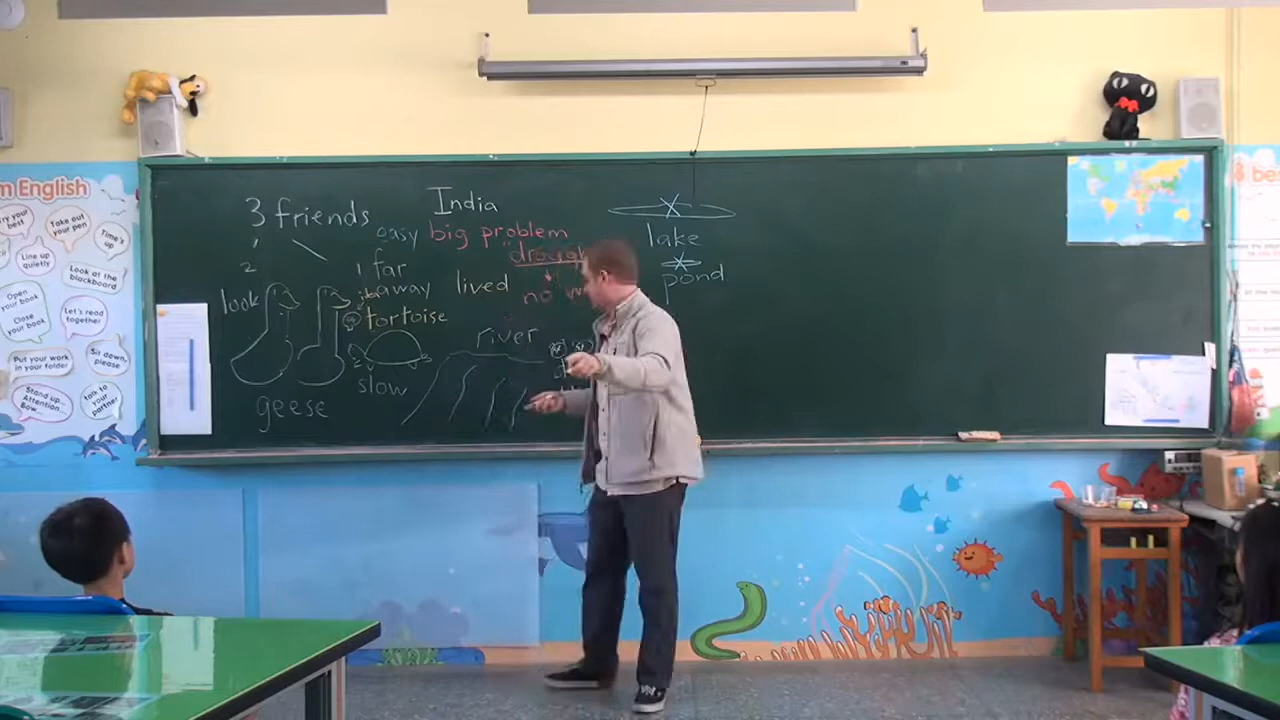 m English
Try your
best
Take out
your pen
Time's
up
Line up
quietly
Look at the
blackboard
Open
your book
Close
your book
Let's read
together
Put your work
in your folder
Sit down,
please
Stand up...
Attention...
Bow...
talk to
your
partner
3 friends
1
2
look
geese
India
easy
big problem
far
away
lived
tortoise
slow
river
no w
lake
pond
bes